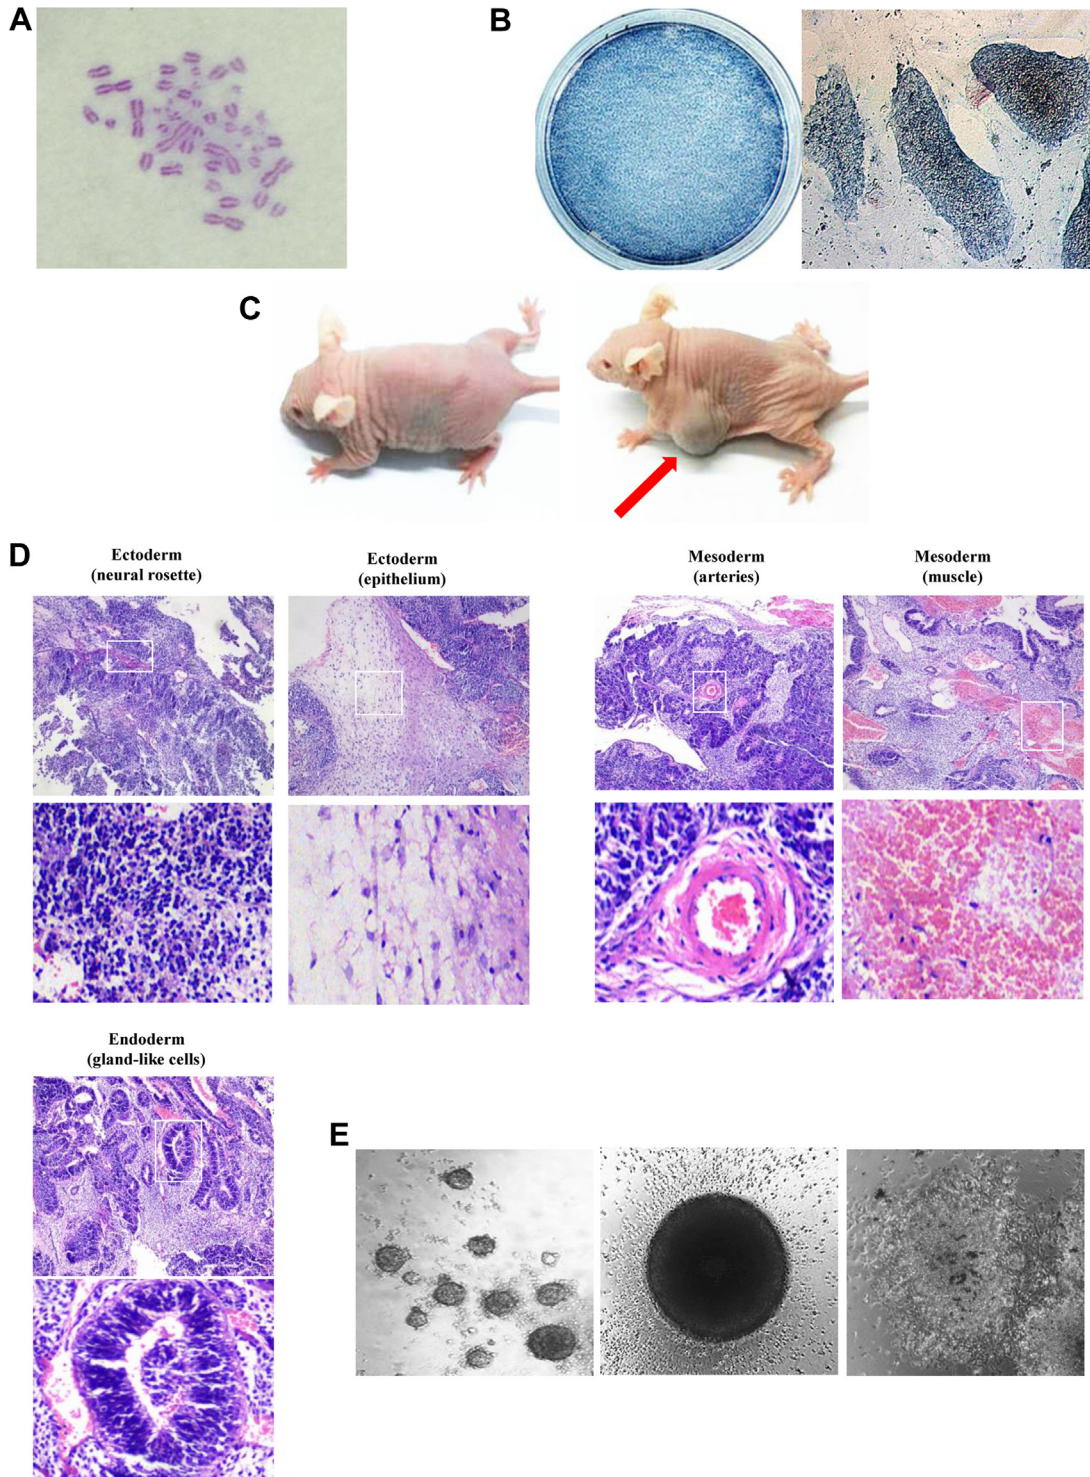 A
B
C
D
Ectoderm
(neural rosette)
Ectoderm
(epithelium)
Mesoderm
(arteries)
Mesoderm
(muscle)
Endoderm
(gland-like cells)
E